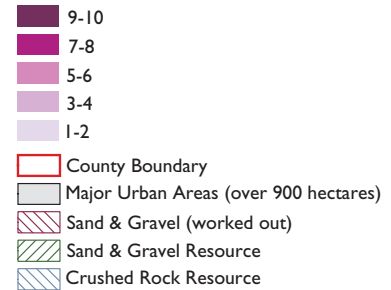 9-10
7-8
5-6
3-4
1-2
County Boundary
Major Urban Areas (over 900 hectares)
Sand & Gravel (worked out)
Sand & Gravel Resource
Crushed Rock Resource